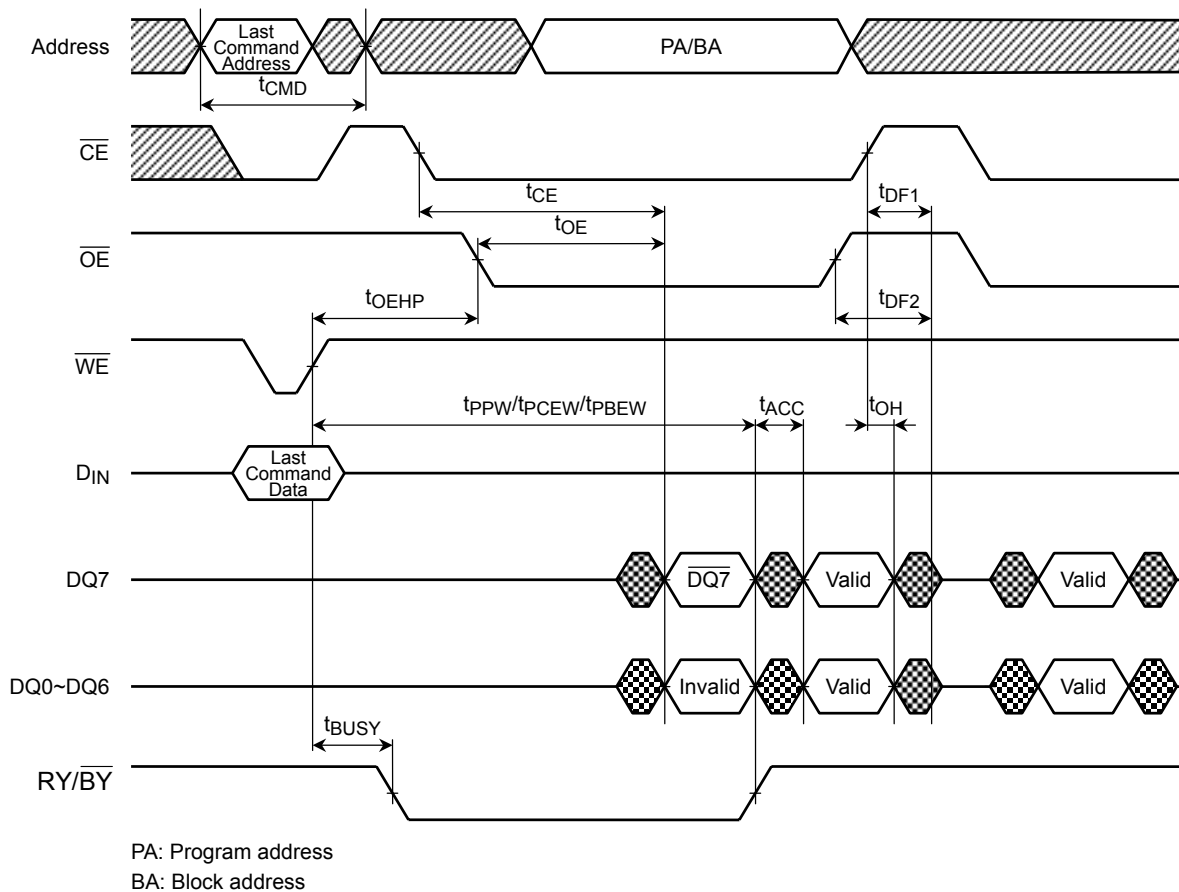 Address
Last
Command
Address
PA/BA
tCMD
CE
tCE
tDF1
OE
tOE
tOEHP
tDF2
WE
tPPW/tPCEW/tPBEW
tACC
tOH
DIN
Last
Command
Data
DQ7
DQ7
Valid
Valid
DQ0~DQ6
Invalid
Valid
Valid
tBUSY
RY/BY
PA: Program address
BA: Block address